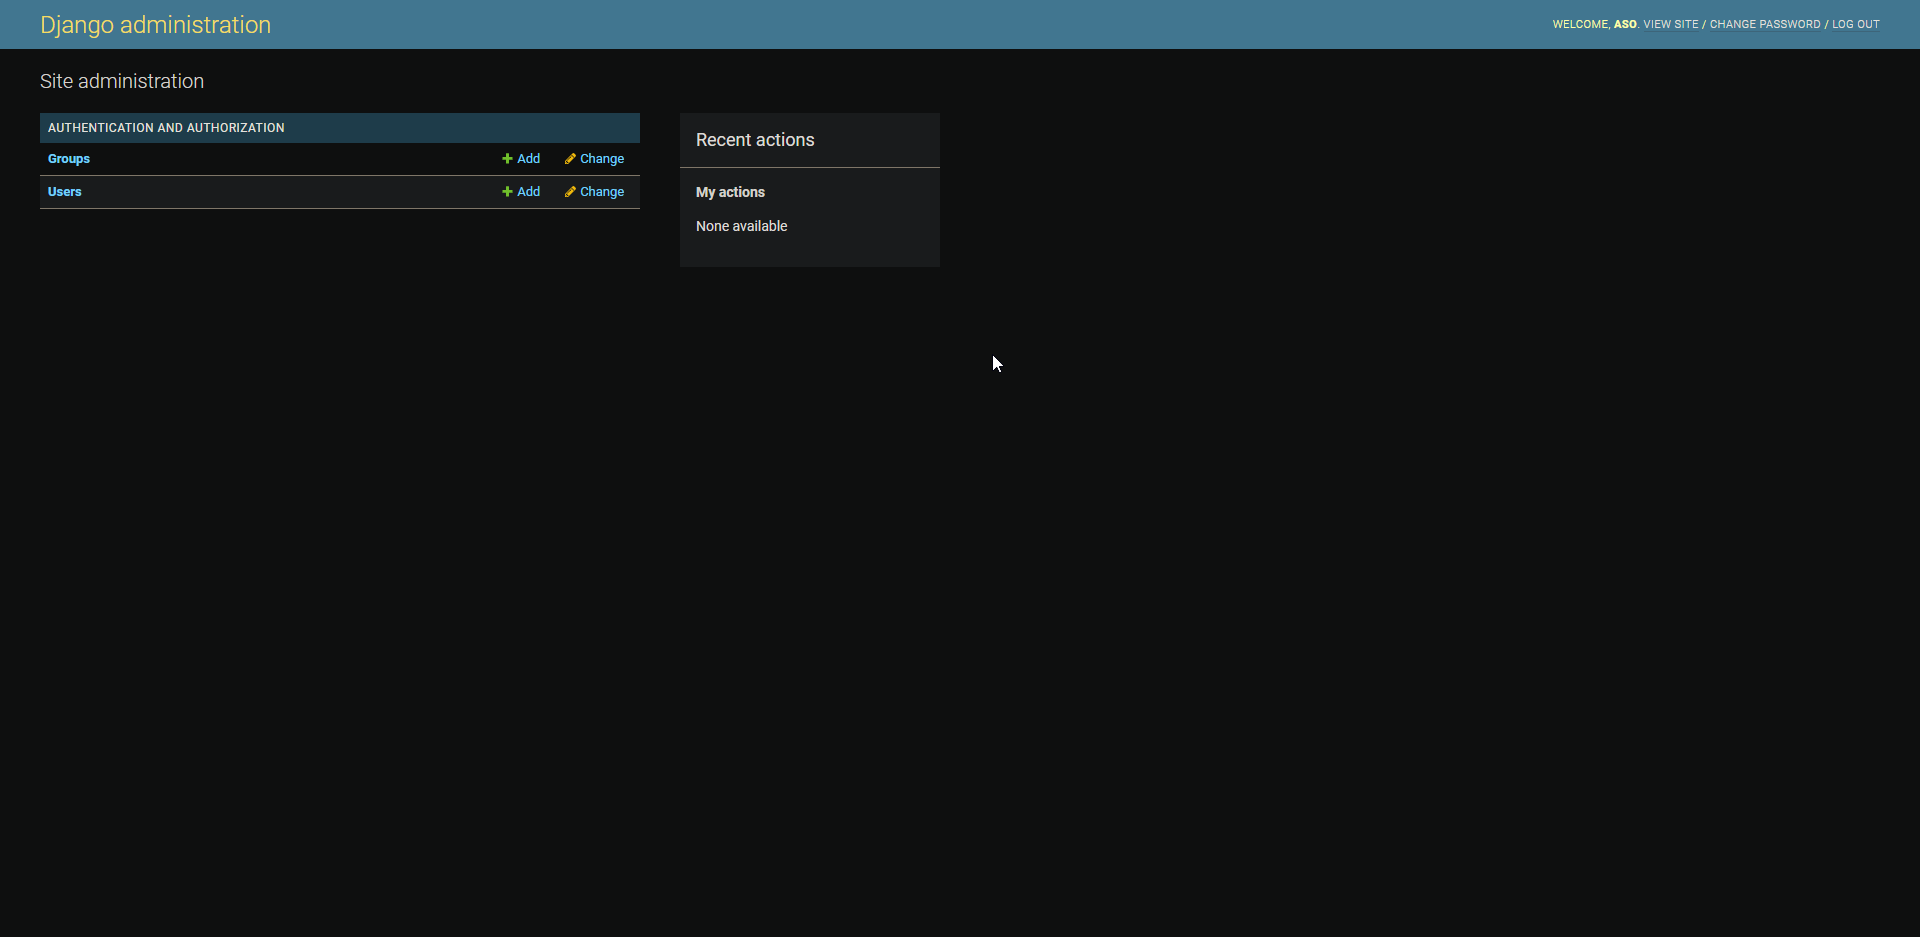 Django administration
WELCOME, ASO. VIEW SITE / CHANGE PASSWORD / LOG OUT
Site administration
AUTHENTICATION AND AUTHORIZATION
Groups Add Change
Users Add Change
Recent actions
My actions
None available